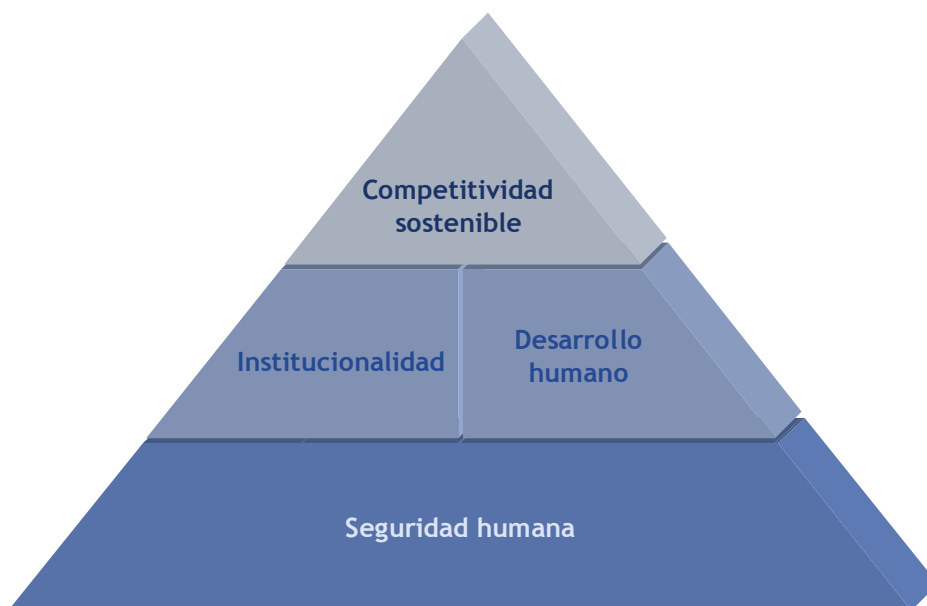 Competitividad
sostenible
Institucionalidad
Desarrollo
humano
Seguridad humana